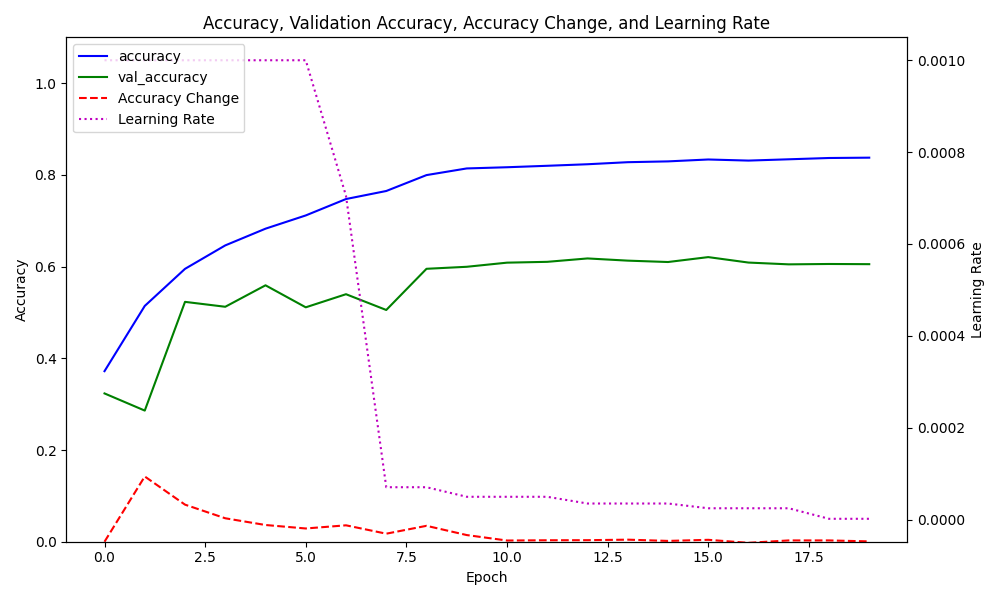 Accuracy, Validation Accuracy, Accuracy Change, and Learning Rate
accuracy
val_accuracy
Accuracy Change
Learning Rate
1.0
0.8
0.6
0.4
0.2
0.0
Accuracy
0.0010
0.0008
0.0006
0.0004
0.0002
0.0000
Learning Rate
0.0 2.5 5.0 7.5 10.0 12.5 15.0 17.5
Epoch